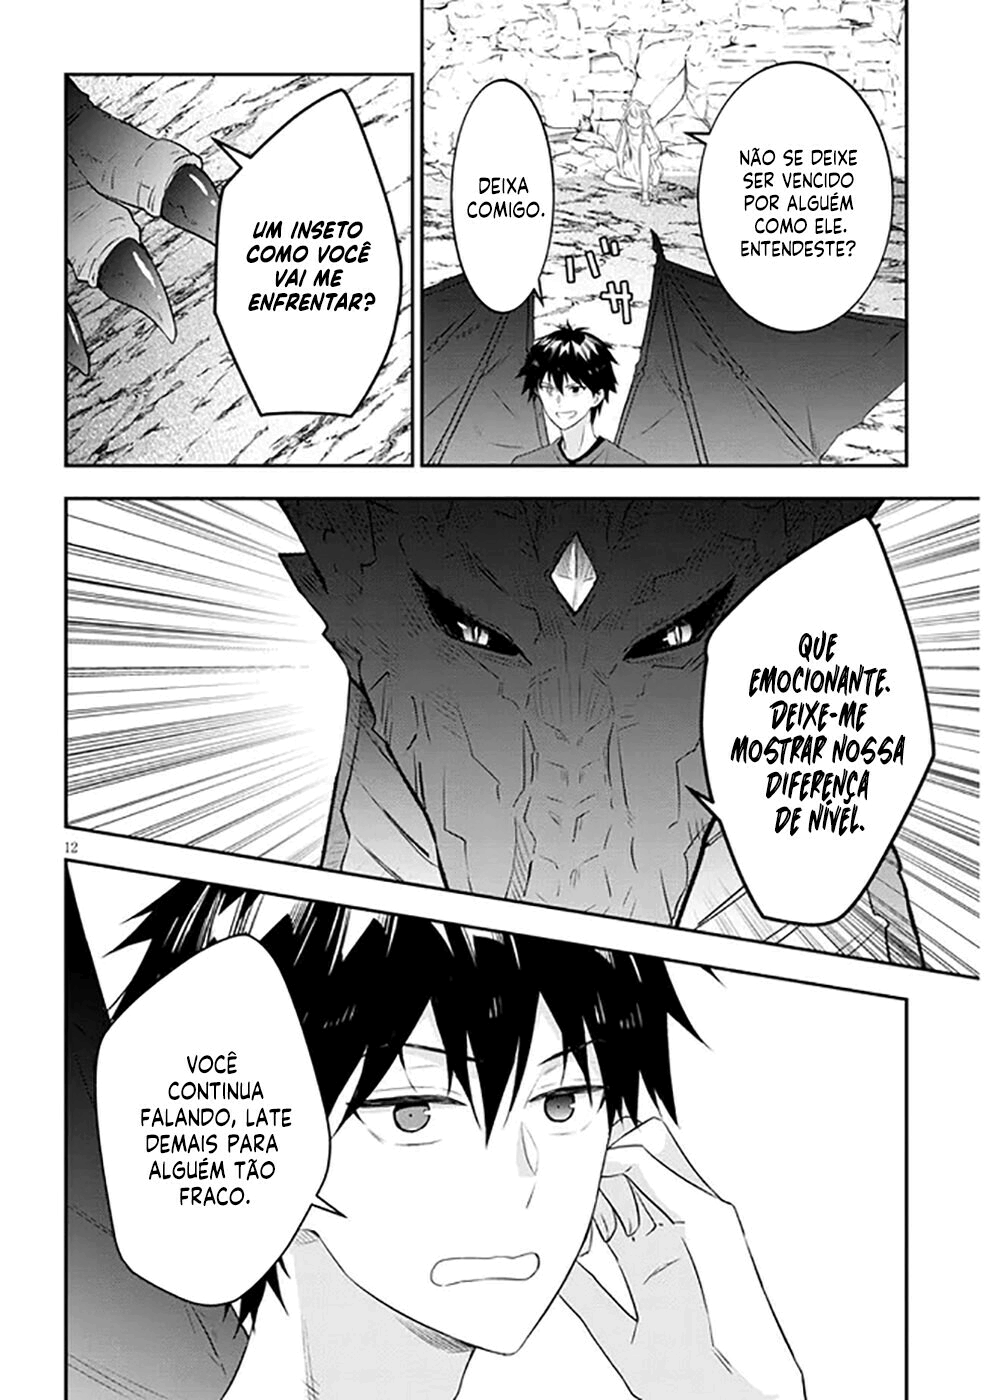 NÃO SE DEIXE
SER VENCIDO
POR ALGUÉM
COMO ELE.
ENTENDESTE?
DEIXA
COMIGO.
ザ
ザ
UM INSETO
COMO VOCÊ
VAI ME
ENFRENTAR?
QUE
EMOCIONANTE.
DEIXE-ME
MOSTRAR NOSSA
DIFERENÇA
DE NÍVEL.
12
VOCÊ
CONTINUA
FALANDO, LATE
DEMAIS PARA
ALGUÉM TÃO
FRACO.